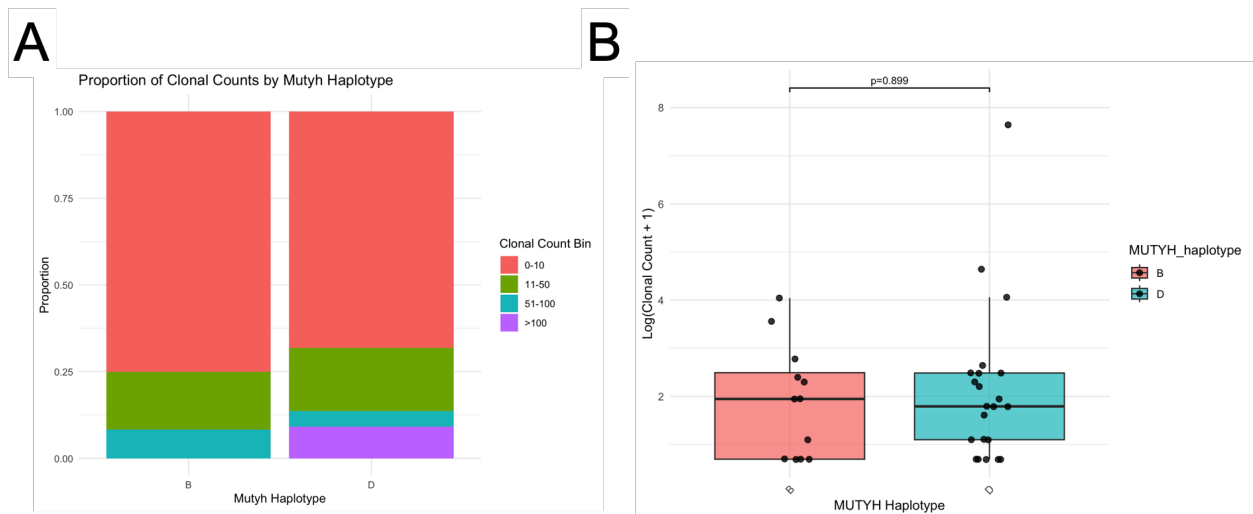 A
Proportion of Clonal Counts by Mutyh Haplotype
1.00
0.75
0.50
0.25
0.00
Proportion
B
D
Mutyh Haplotype
Clonal Count Bin
0-10
11-50
51-100
>100
B
p=0.899
8
6
4
2
Log(Clonal Count + 1)
B
D
MUTYH Haplotype
MUTYH_haplotype
B
D